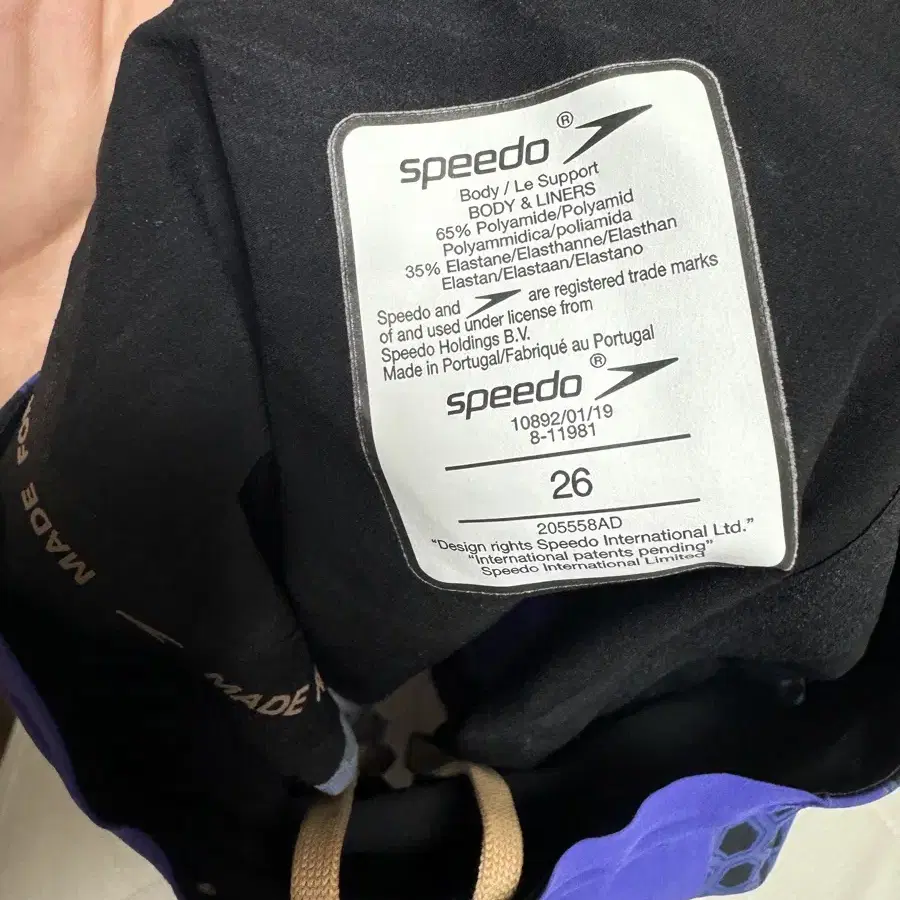 speedo®
Body / Le Support
BODY & LINERS
65% Polyamide/Polyamid
Polyammidica/poliamida
35% Elastane/Elasthanne/Elasthan
Elastan/Elastaan/Elastano
Speedo and are registered trade marks
of and used under license from
Speedo Holdings B.V.
Made in Portugal/Fabriqué au Portugal
speedo®
10892/01/19
8-11981
26
205558AD
"Design rights Speedo International Ltd."
"International patents pending"
Speedo International Limited
MADE
MADE